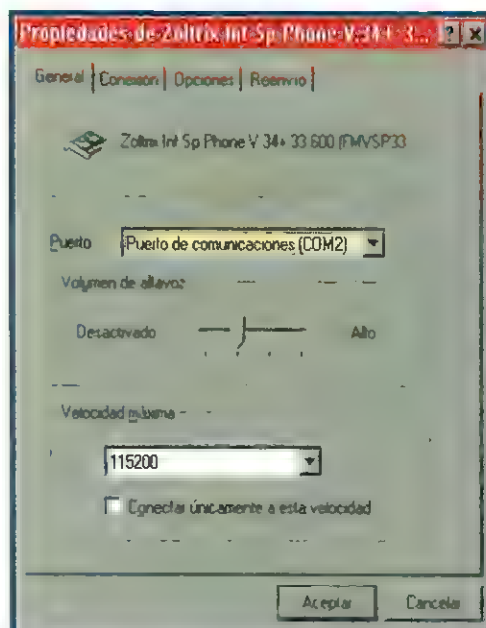 Propiedades de Zoltrix Int Sp Phone V 34+ 3... ? ×
General Conexión Opciones Reenvío
Zoltrix Int Sp Phone V 34+ 33 600 (FMVSP33
Puerto Puerto de comunicaciones (COM2)
Volumen de altavoz
Desactivado Alto
Velocidad máxima
115200
Conectar únicamente a esta velocidad
Aceptar Cancelar